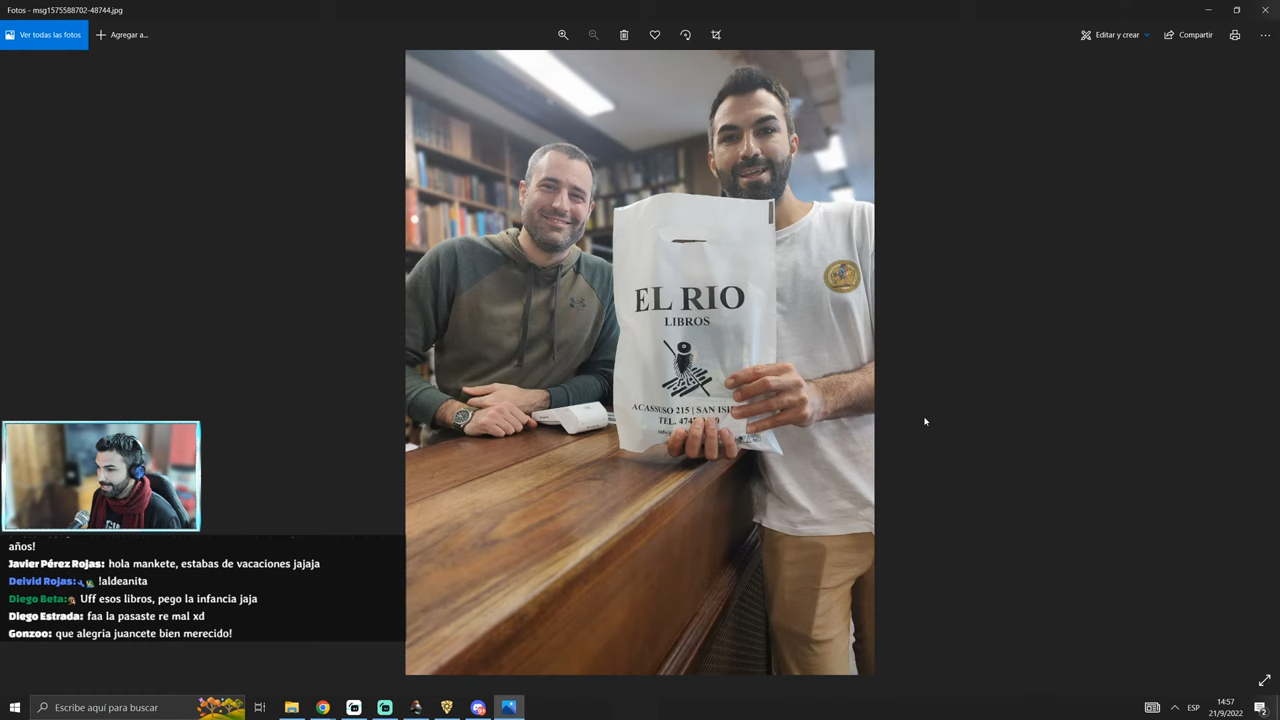 Fotos - msg1575588702-48744.jpg
Ver todas las fotos
Agregar a...
Editar y crear
Compartir
EL RIO
LIBROS
ACASSUSO 215 | SAN ISI
TEL. 474
años!
Javier Pérez Rojas: hola mankete, estabas de vacaciones jajaja
Deivid Rojas: !aldeanita
Diego Beta: Uff esos libros, pego la infancia jaja
Diego Estrada: faa la pasaste re mal xd
Gonzoo: que alegria juancete bien merecido!
Escribe aquí para buscar
ESP
14:57
21/9/2022
2